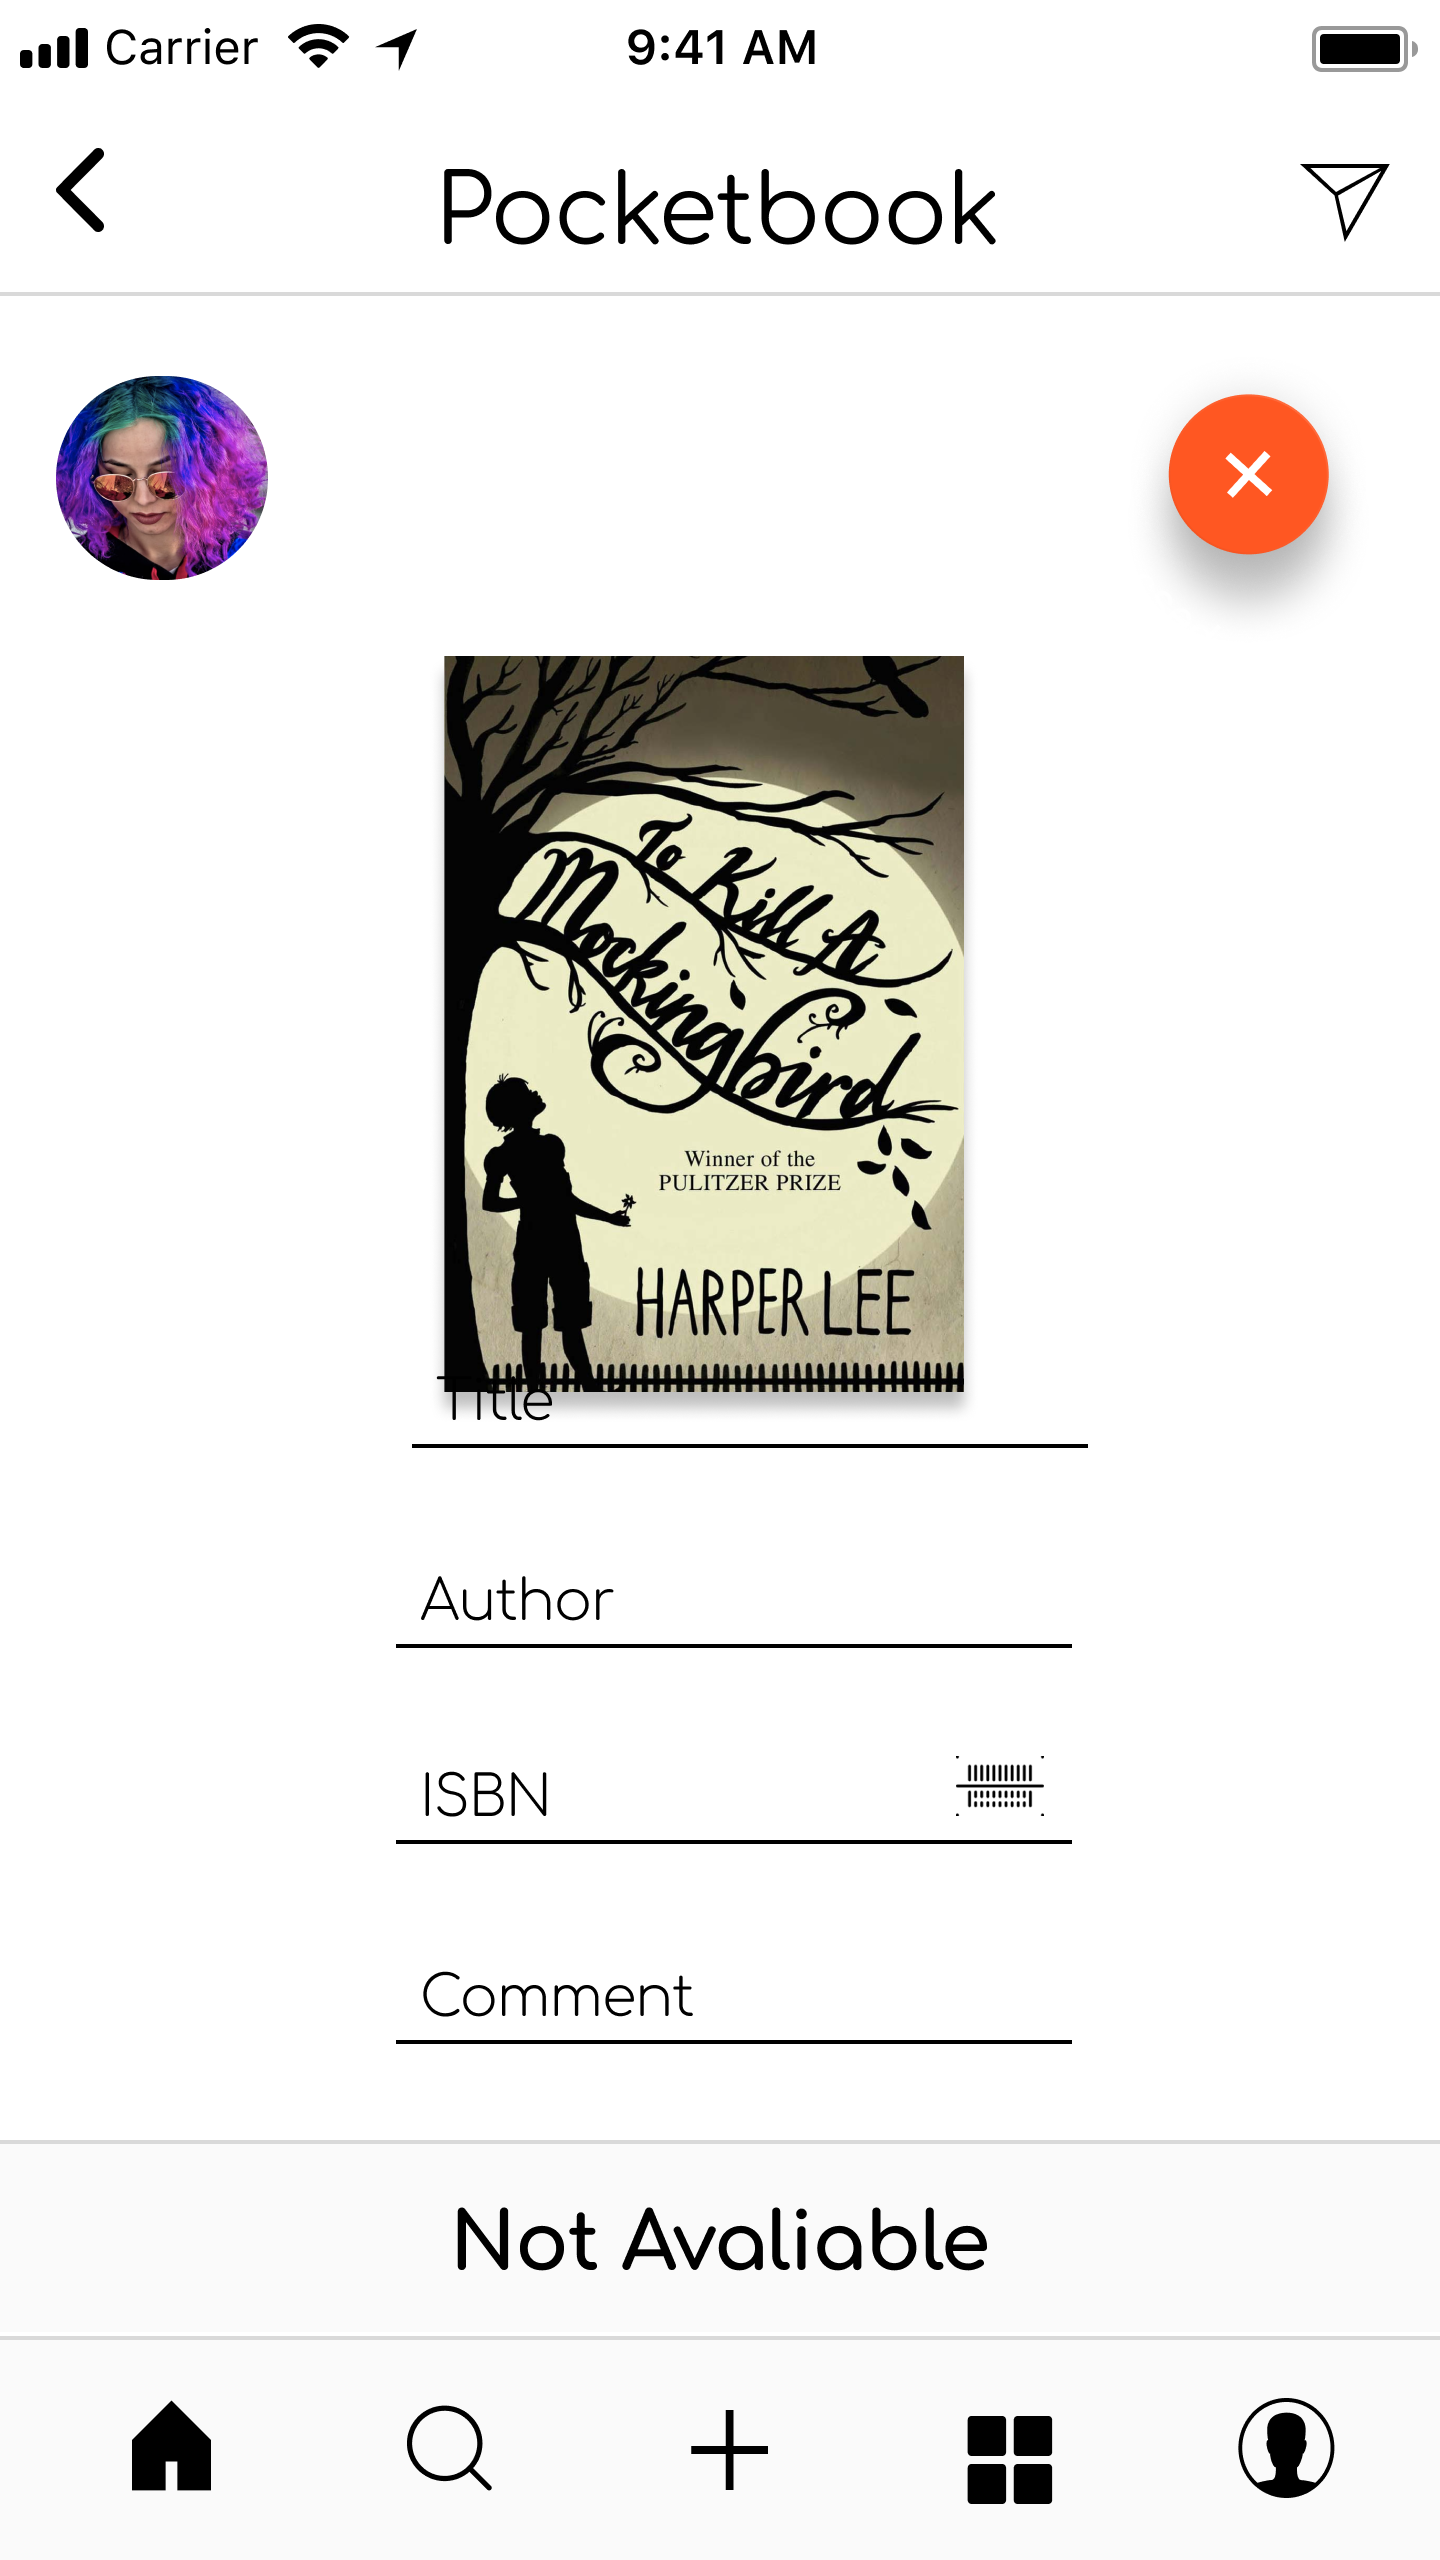 Carrier 9:41 AM
Pocketbook
To Kill A
Mockingbird
Winner of the
PULITZER PRIZE
HARPER LEE
Title
Author
ISBN
Comment
Not Avaliable